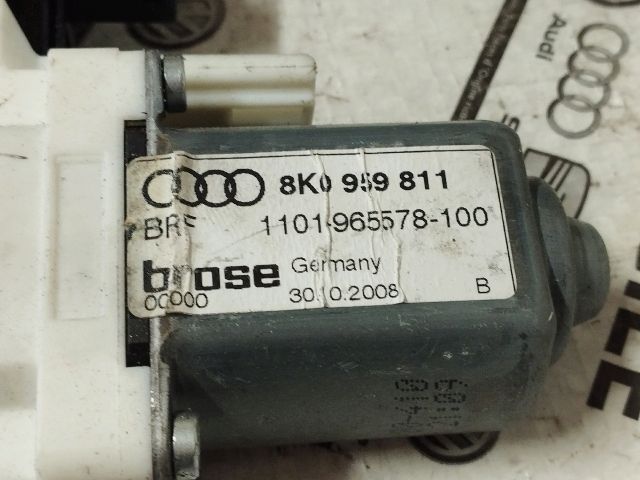 8K0 959 811
BRF 1101-965578-100
brose Germany
00000 30.10.2008 B
Audi